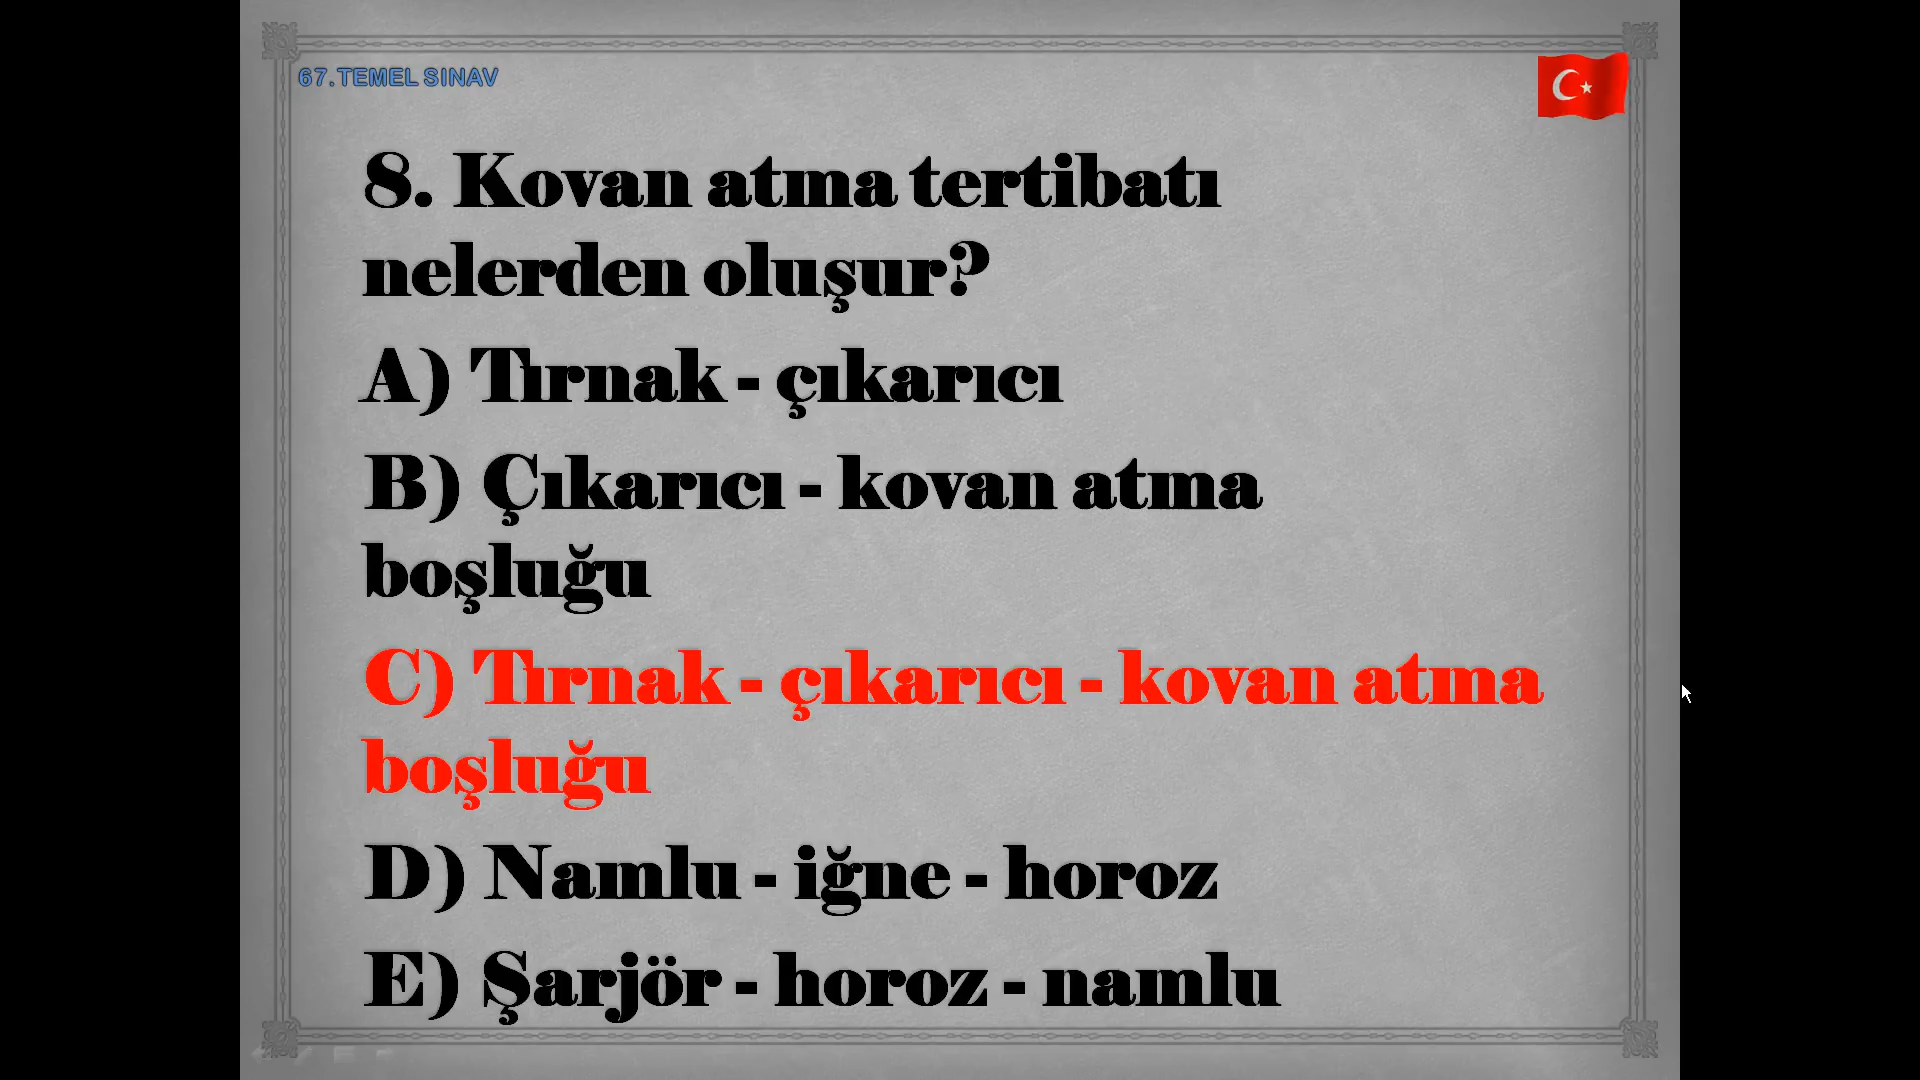 67.TEMEL SINAV
8. Kovan atma tertibatı
nelerden oluşur?
A) Tırnak - çıkarıcı
B) Çıkarıcı - kovan atma
boşluğu
C) Tırnak - çıkarıcı - kovan atma
boşluğu
D) Namlu - iğne - horoz
E) Şarjör - horoz - namlu